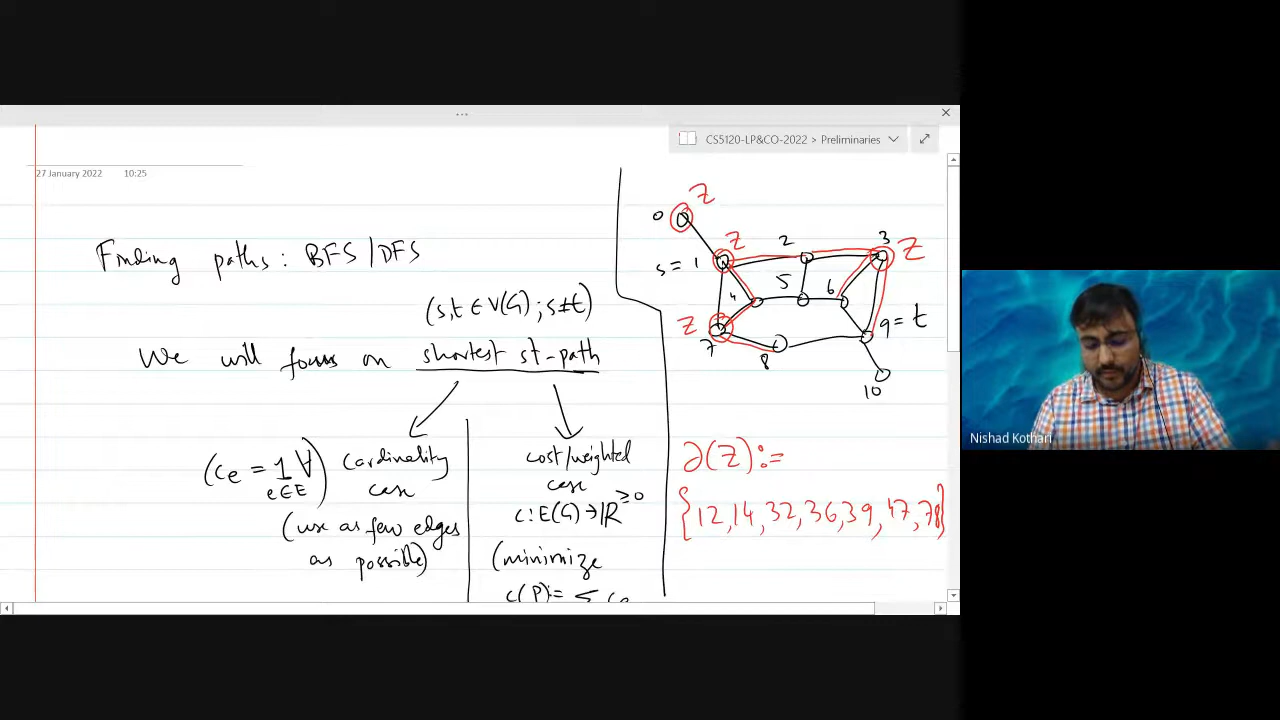 CS5120-LP&CO-2022 > Preliminaries
27 January 2022 10:25
Finding paths: BFS/DFS
(s,t ∈ V(G); s≠t)
We will focus on shortest st-path
(c_e = 1 ∀ e∈E) cardinality case
(use as few edges
as possible)
cost/weighted
case
c: E(G) → ℝ^≥0
(minimize
c(P) := Σ c_e
0 Z
Z 2 3 Z
s = 1
4 5 6
Z 7 8 9 = t
10
∂(Z) :=
{12,14,32,36,39,47,78}
Nishad Kothari